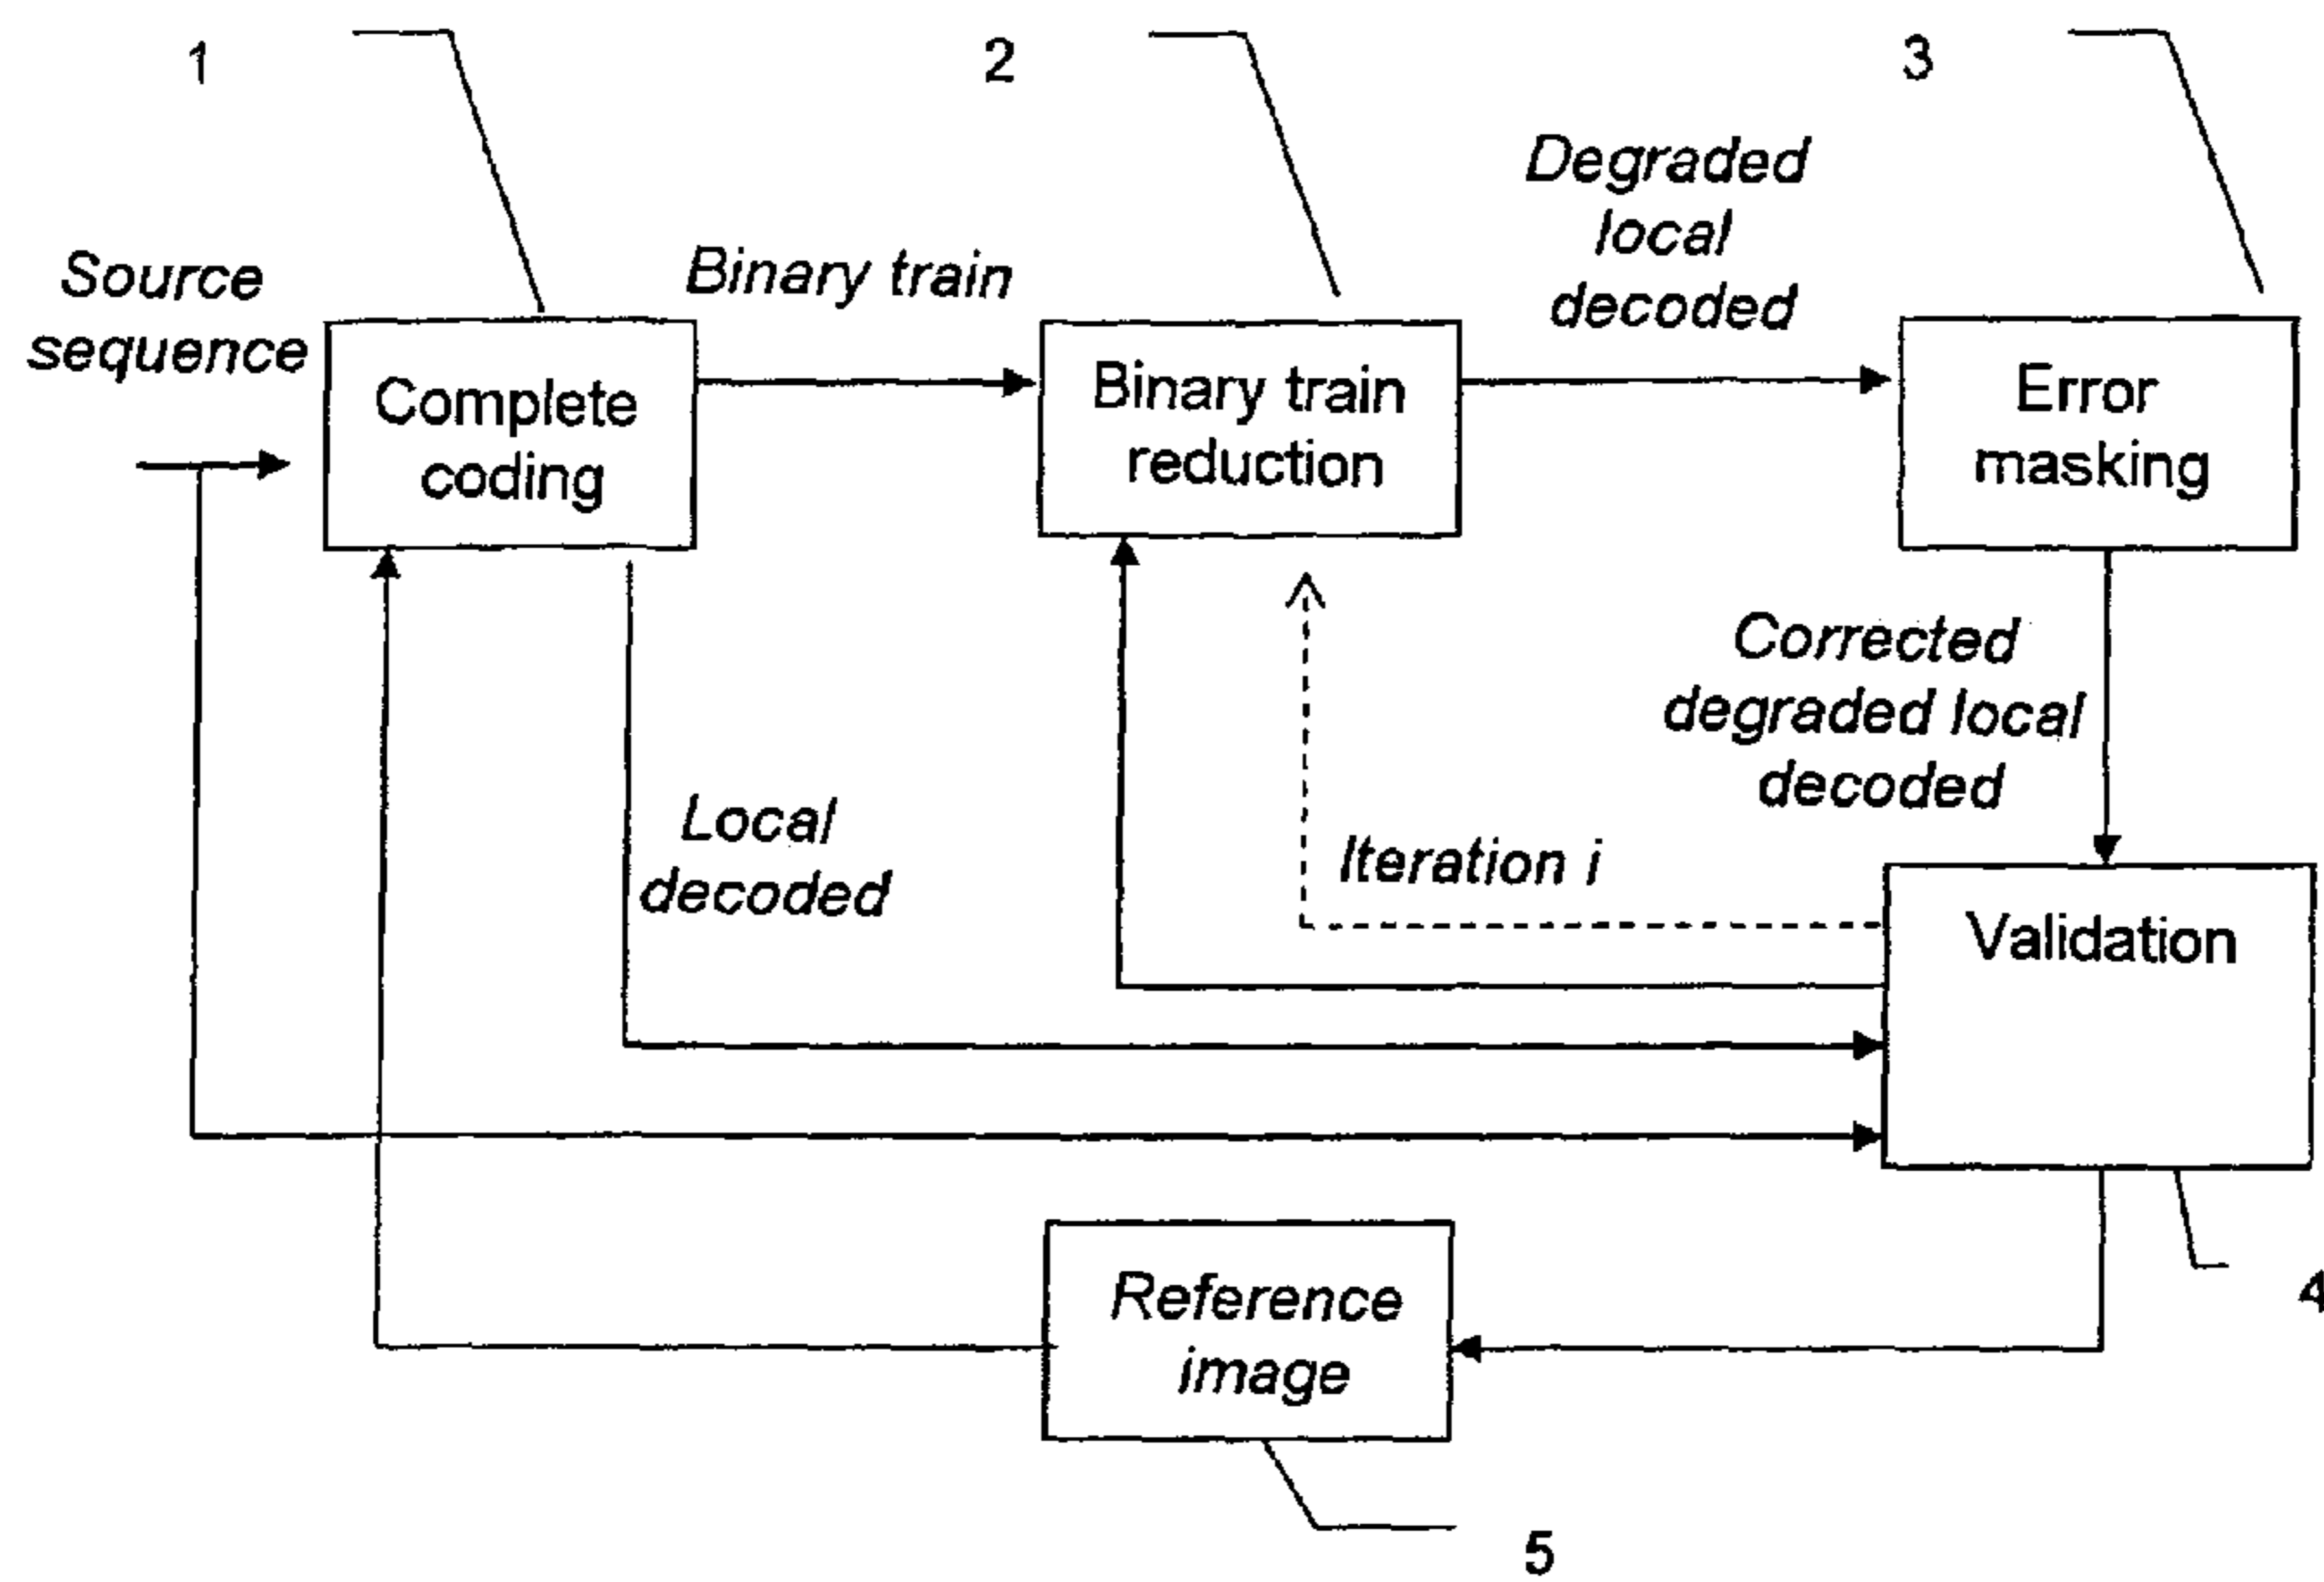 1
2
3
Source
sequence
Binary train
Degraded
local
decoded
Complete
coding
Binary train
reduction
Error
masking
Corrected
degraded local
decoded
Local
decoded
Iteration i
Validation
4
Reference
image
5